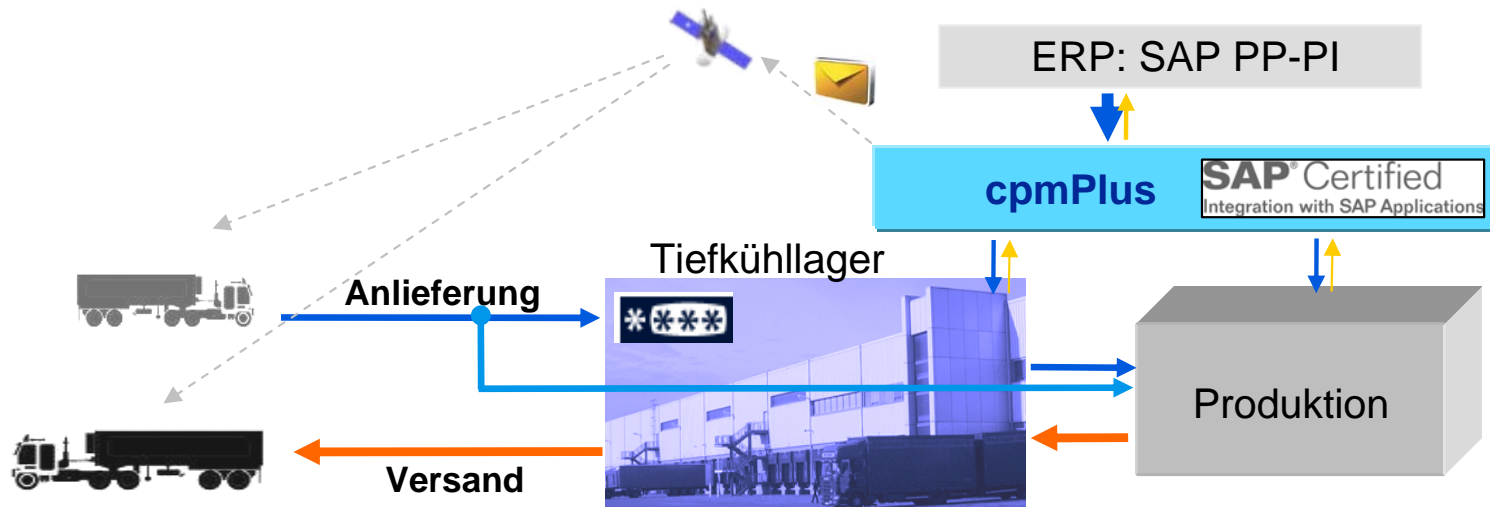 ERP: SAP PP-PI
cpmPlus
SAP® Certified
Integration with SAP Applications
Tiefkühllager
Anlieferung
****
Produktion
Versand